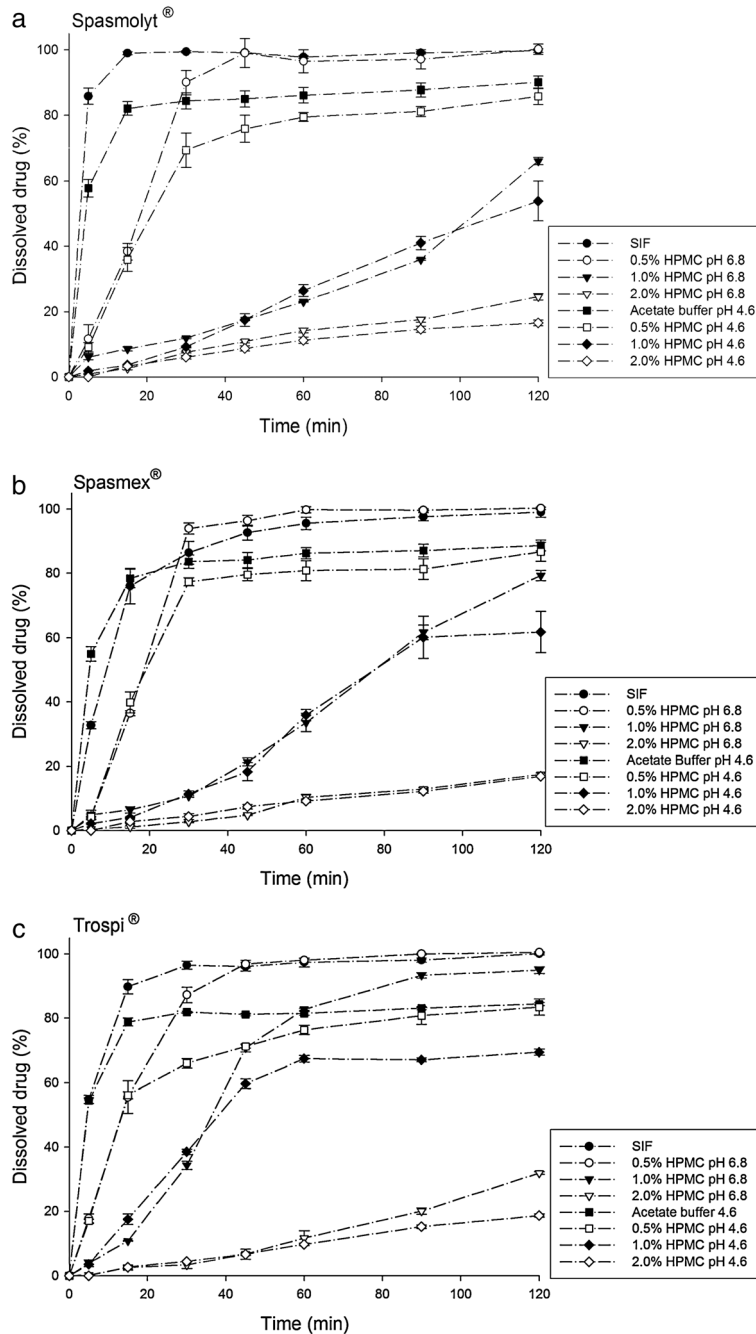 a
Spasmolyt®
100
80
60
40
20
0
Dissolved drug (%)
0 20 40 60 80 100 120
Time (min)
SIF
0.5% HPMC pH 6.8
1.0% HPMC pH 6.8
2.0% HPMC pH 6.8
Acetate buffer pH 4.6
0.5% HPMC pH 4.6
1.0% HPMC pH 4.6
2.0% HPMC pH 4.6
b
Spasmex®
100
80
60
40
20
0
Dissolved drug (%)
0 20 40 60 80 100 120
Time (min)
SIF
0.5% HPMC pH 6.8
1.0% HPMC pH 6.8
2.0% HPMC pH 6.8
Acetate Buffer pH 4.6
0.5% HPMC pH 4.6
1.0% HPMC pH 4.6
2.0% HPMC pH 4.6
c
Trospi ®
100
80
60
40
20
0
Dissolved drug (%)
0 20 40 60 80 100 120
Time (min)
SIF
0.5% HPMC pH 6.8
1.0% HPMC pH 6.8
2.0% HPMC pH 6.8
Acetate buffer 4.6
0.5% HPMC pH 4.6
1.0% HPMC pH 4.6
2.0% HPMC pH 4.6